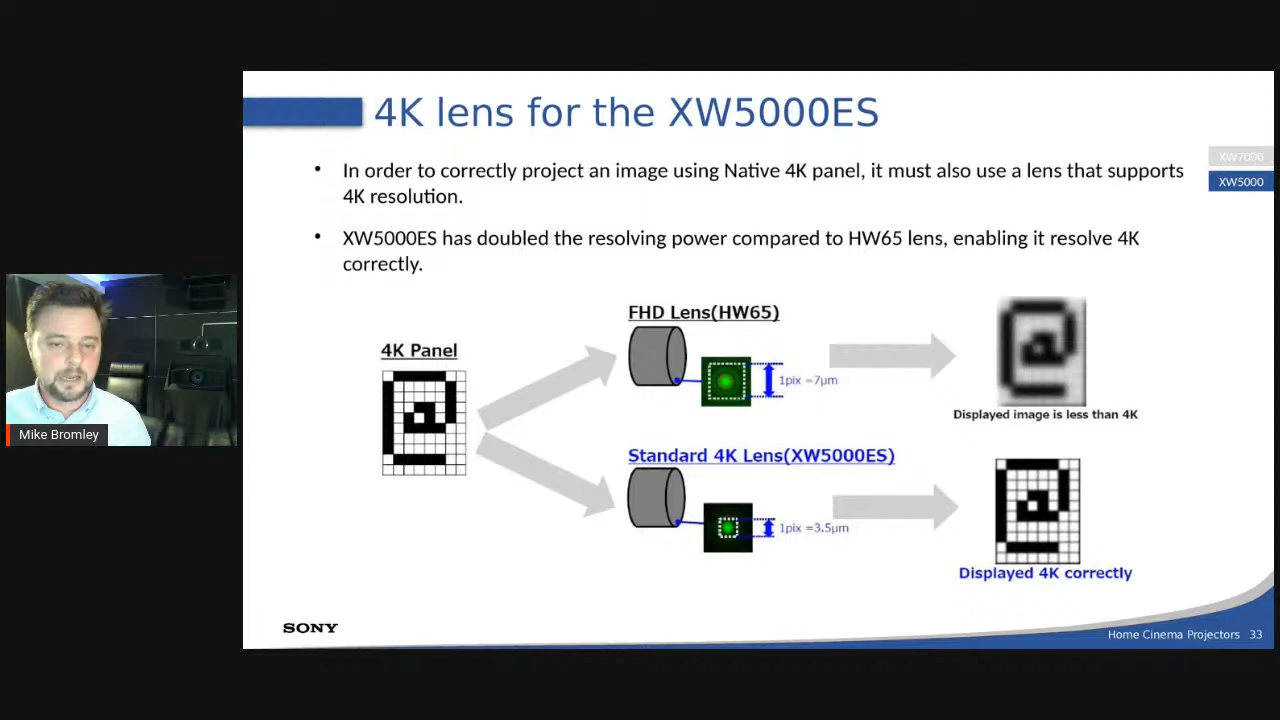 4K lens for the XW5000ES
XW7000
XW5000
• In order to correctly project an image using Native 4K panel, it must also use a lens that supports
4K resolution.
• XW5000ES has doubled the resolving power compared to HW65 lens, enabling it resolve 4K
correctly.
4K Panel
FHD Lens(HW65)
1pix =7μm
Displayed image is less than 4K
Standard 4K Lens(XW5000ES)
1pix =3.5μm
Displayed 4K correctly
Mike Bromley
SONY
Home Cinema Projectors 33